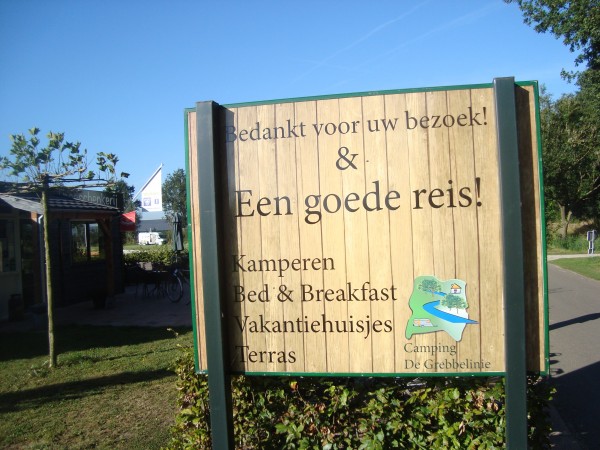 Bedankt voor uw bezoek!
&
Een goede reis!
Kamperen
Bed & Breakfast
Vakantiehuisjes
Terras
Camping
De Grebbelinie